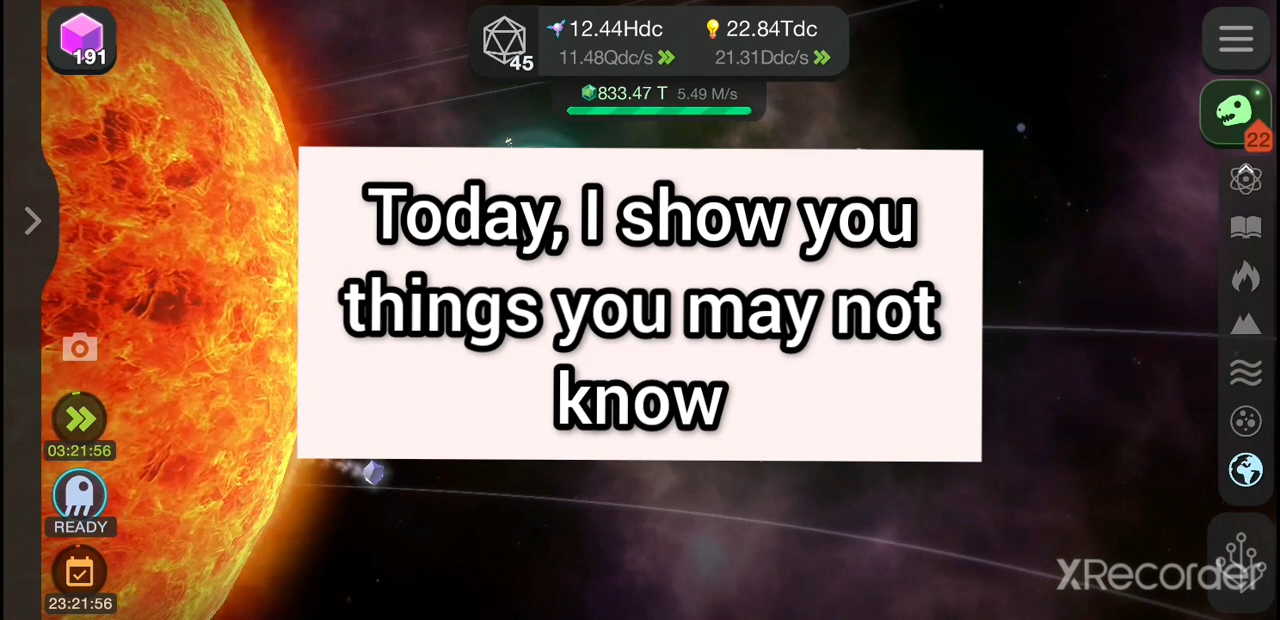 191
45
12.44Hdc
22.84Tdc
11.48Qdc/s
21.31Ddc/s
833.47 T 5.49 M/s
22
Today, I show you
things you may not
know
03:21:56
READY
23:21:56
XRecorder